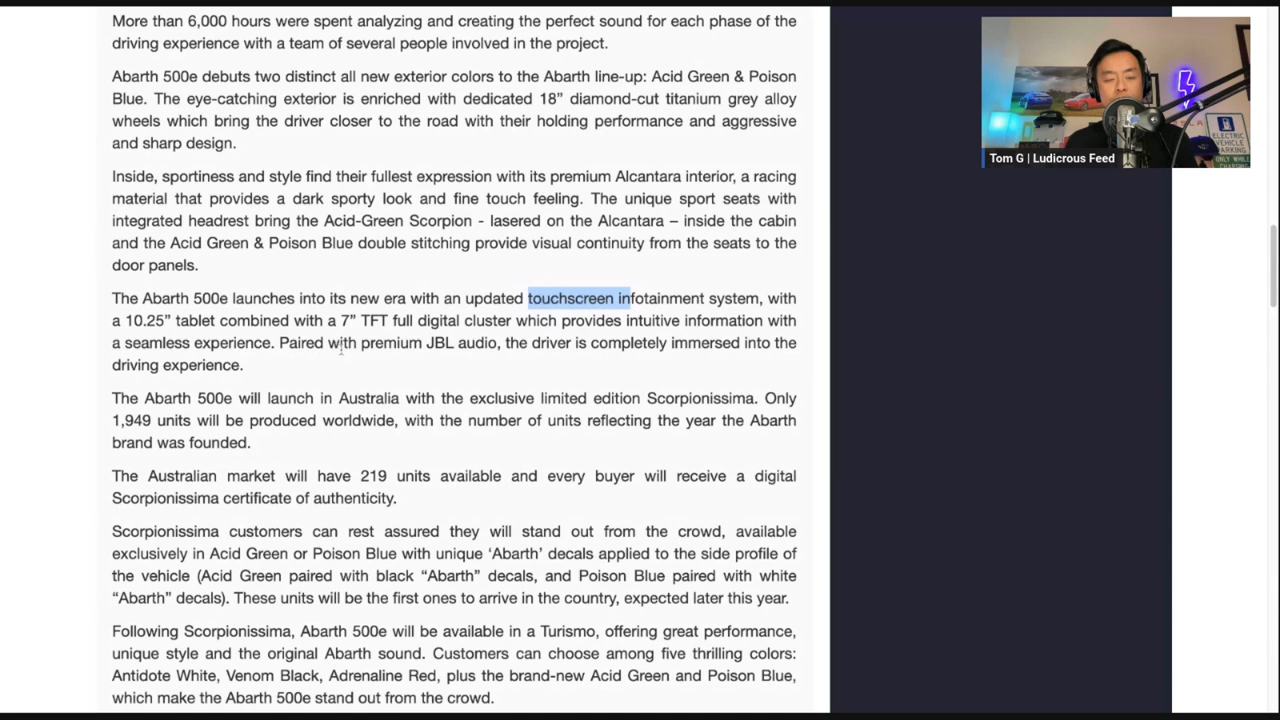 More than 6,000 hours were spent analyzing and creating the perfect sound for each phase of the
driving experience with a team of several people involved in the project.
Abarth 500e debuts two distinct all new exterior colors to the Abarth line-up: Acid Green & Poison
Blue. The eye-catching exterior is enriched with dedicated 18” diamond-cut titanium grey alloy
wheels which bring the driver closer to the road with their holding performance and aggressive
and sharp design.
Inside, sportiness and style find their fullest expression with its premium Alcantara interior, a racing
material that provides a dark sporty look and fine touch feeling. The unique sport seats with
integrated headrest bring the Acid-Green Scorpion - lasered on the Alcantara – inside the cabin
and the Acid Green & Poison Blue double stitching provide visual continuity from the seats to the
door panels.
The Abarth 500e launches into its new era with an updated touchscreen infotainment system, with
a 10.25” tablet combined with a 7” TFT full digital cluster which provides intuitive information with
a seamless experience. Paired with premium JBL audio, the driver is completely immersed into the
driving experience.
The Abarth 500e will launch in Australia with the exclusive limited edition Scorpionissima. Only
1,949 units will be produced worldwide, with the number of units reflecting the year the Abarth
brand was founded.
The Australian market will have 219 units available and every buyer will receive a digital
Scorpionissima certificate of authenticity.
Scorpionissima customers can rest assured they will stand out from the crowd, available
exclusively in Acid Green or Poison Blue with unique ‘Abarth’ decals applied to the side profile of
the vehicle (Acid Green paired with black “Abarth” decals, and Poison Blue paired with white
“Abarth” decals). These units will be the first ones to arrive in the country, expected later this year.
Following Scorpionissima, Abarth 500e will be available in a Turismo, offering great performance,
unique style and the original Abarth sound. Customers can choose among five thrilling colors:
Antidote White, Venom Black, Adrenaline Red, plus the brand-new Acid Green and Poison Blue,
which make the Abarth 500e stand out from the crowd.
Tom G | Ludicrous Feed
ELECTRIC
VEHICLE
PARKING
ONLY WHILE